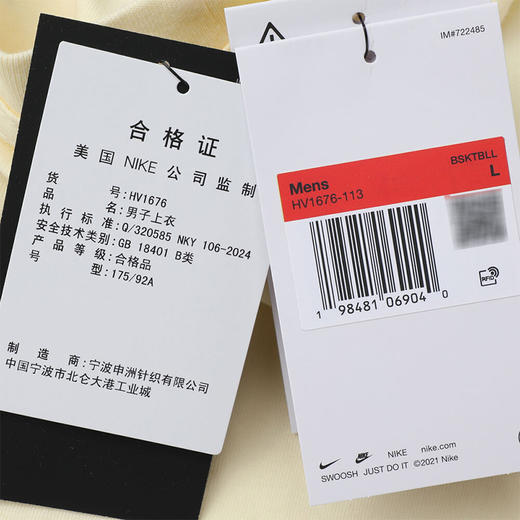 合格证
美国 NIKE 公司监制
货号: HV1676
品名: 男子上衣
执行标准: Q/320585 NKY 106-2024
安全技术类别: GB 18401 B类
产品等级: 合格品
号型: 175/92A
制造商: 宁波申洲针织有限公司
中国宁波市北仑大港工业城
IM#722485
BSKTBLL
Mens
L
HV1676-113
RFID
1 98481 06904 0
NIKE nike.com
SWOOSH JUST DO IT ©2021 Nike